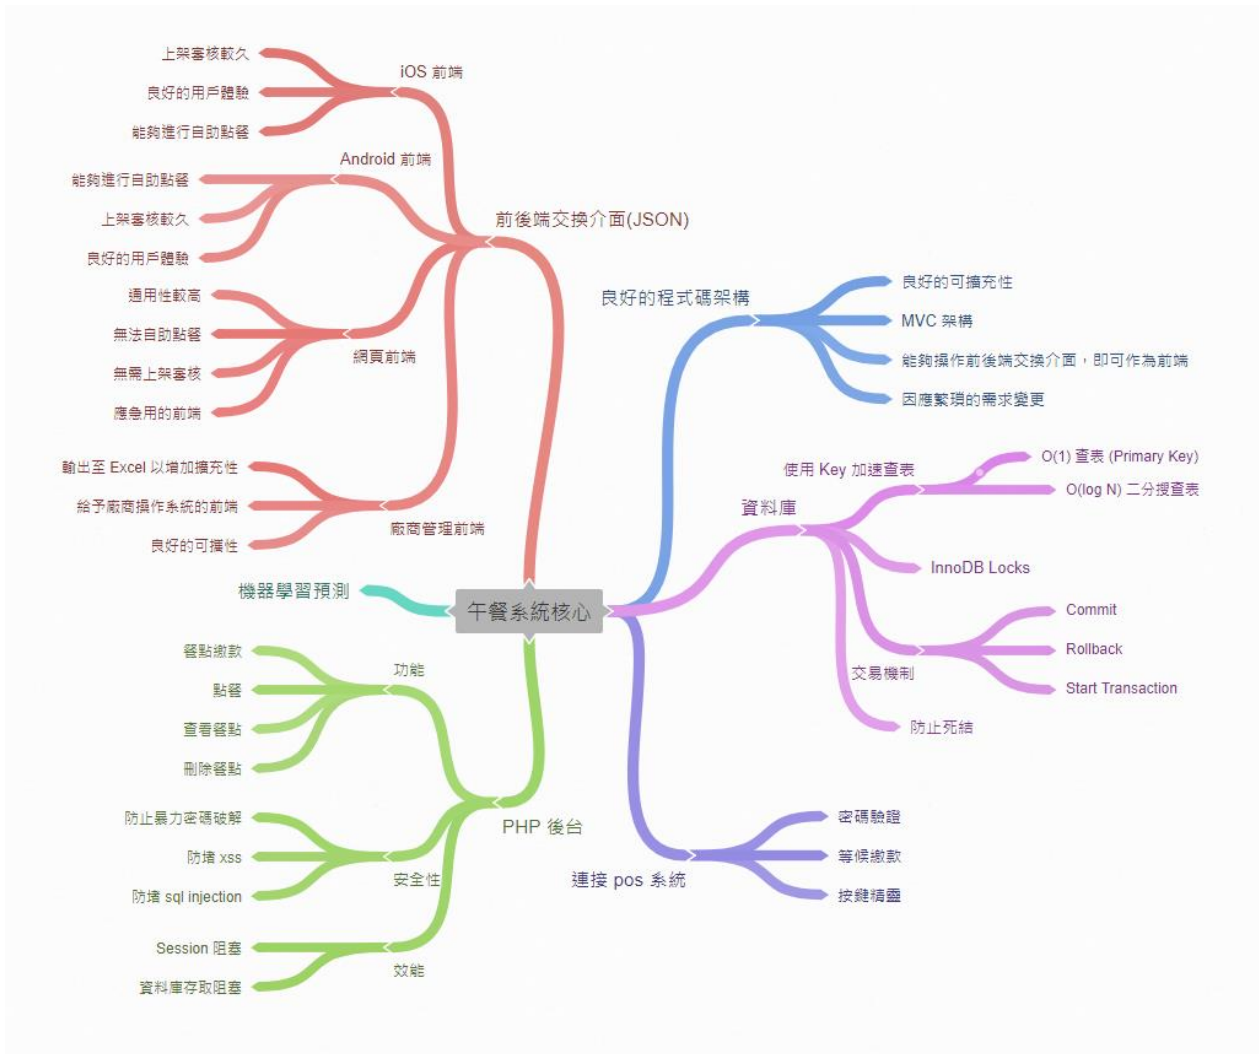 上架審核較久
iOS 前端
良好的用戶體驗
能夠進行自助點餐
Android 前端
能夠進行自助點餐
上架審核較久
良好的用戶體驗
前後端交換介面(JSON)
通用性較高
無法自助點餐
網頁前端
無需上架審核
應急用的前端
輸出至 Excel 以增加擴充性
給予廠商操作系統的前端
廠商管理前端
良好的可擴性
機器學習預測
午餐系統核心
餐點繳款
功能
點餐
查看餐點
刪除餐點
防止暴力密碼破解
防堵 xss
安全性
防堵 sql injection
PHP 後台
Session 阻塞
效能
資料庫存取阻塞
良好的程式碼架構
良好的可擴充性
MVC 架構
能夠操作前後端交換介面，即可作為前端
因應繁瑣的需求變更
資料庫
使用 Key 加速查表
O(1) 查表 (Primary Key)
O(log N) 二分搜查表
InnoDB Locks
交易機制
Commit
Rollback
Start Transaction
防止死結
連接 pos 系統
密碼驗證
等候繳款
按鍵精靈